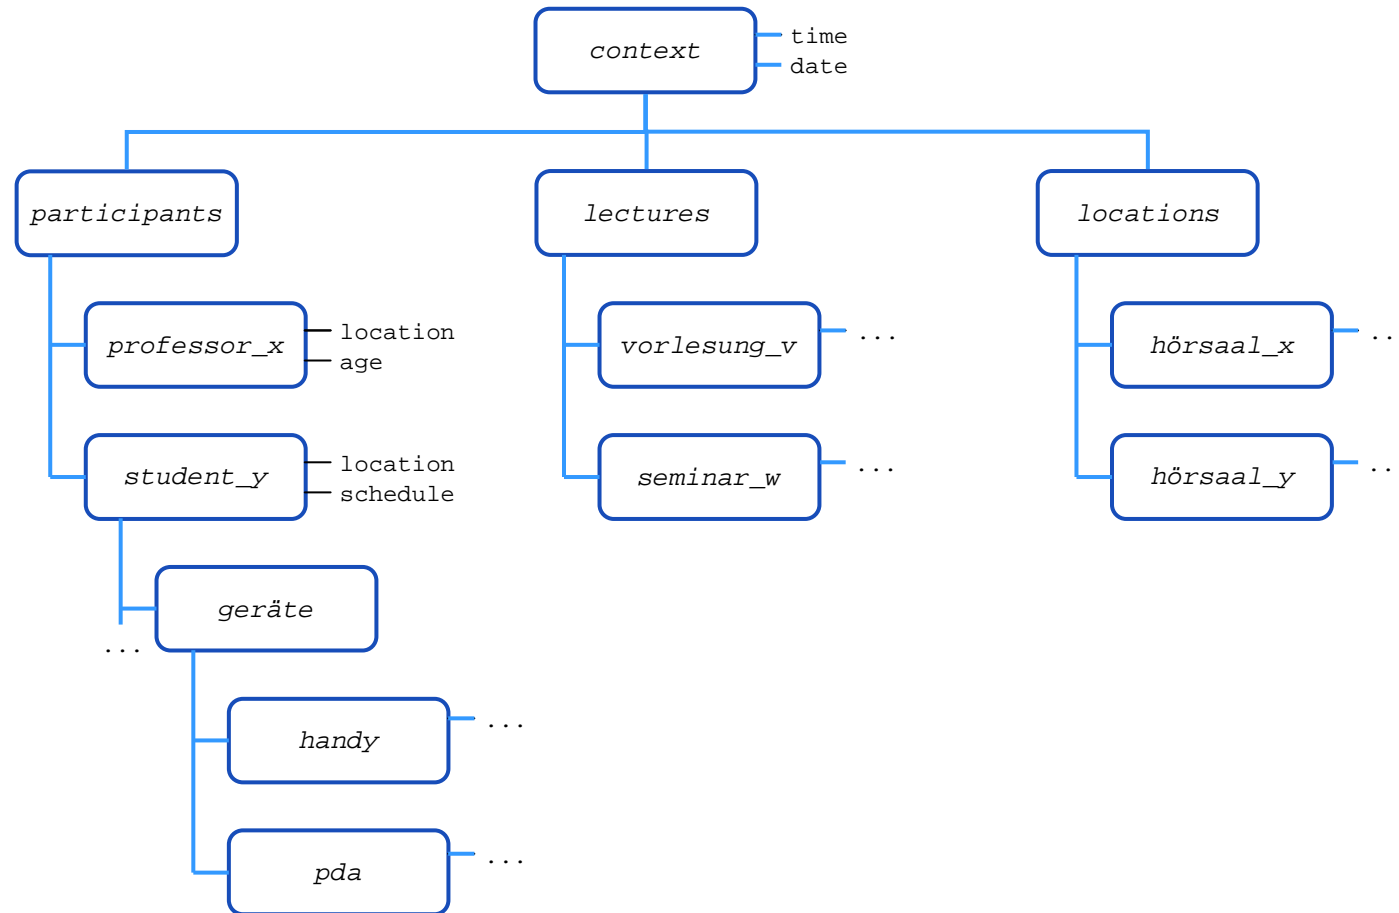 context
time
date
participants
lectures
locations
professor_x
location
age
vorlesung_v
...
hörsaal_x
..
student_y
location
schedule
seminar_w
...
hörsaal_y
..
geräte
...
handy
...
pda
...